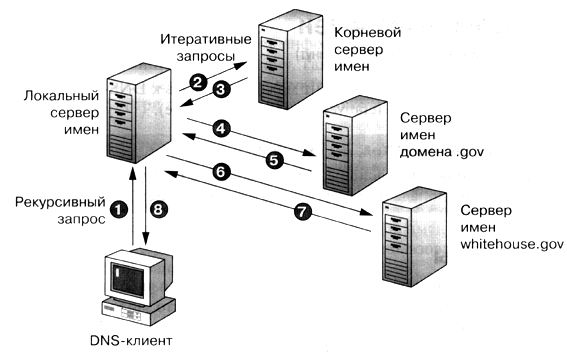 Итеративные
запросы
Корневой
сервер
имен
2
3
Локальный
сервер
имен
4
5
Сервер
имен
домена .gov
6
7
Рекурсивный
запрос
1
8
Сервер
имен
whitehouse.gov
DNS-клиент